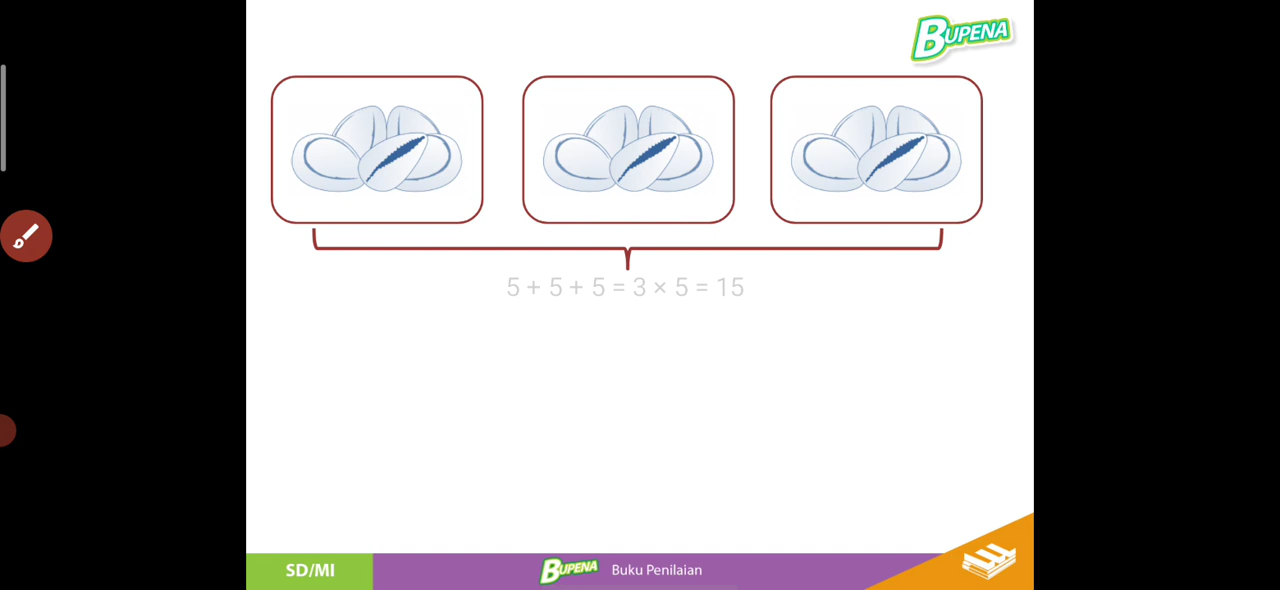 BUPENA
5 + 5 + 5 = 3 × 5 = 15
SD/MI
BUPENA Buku Penilaian